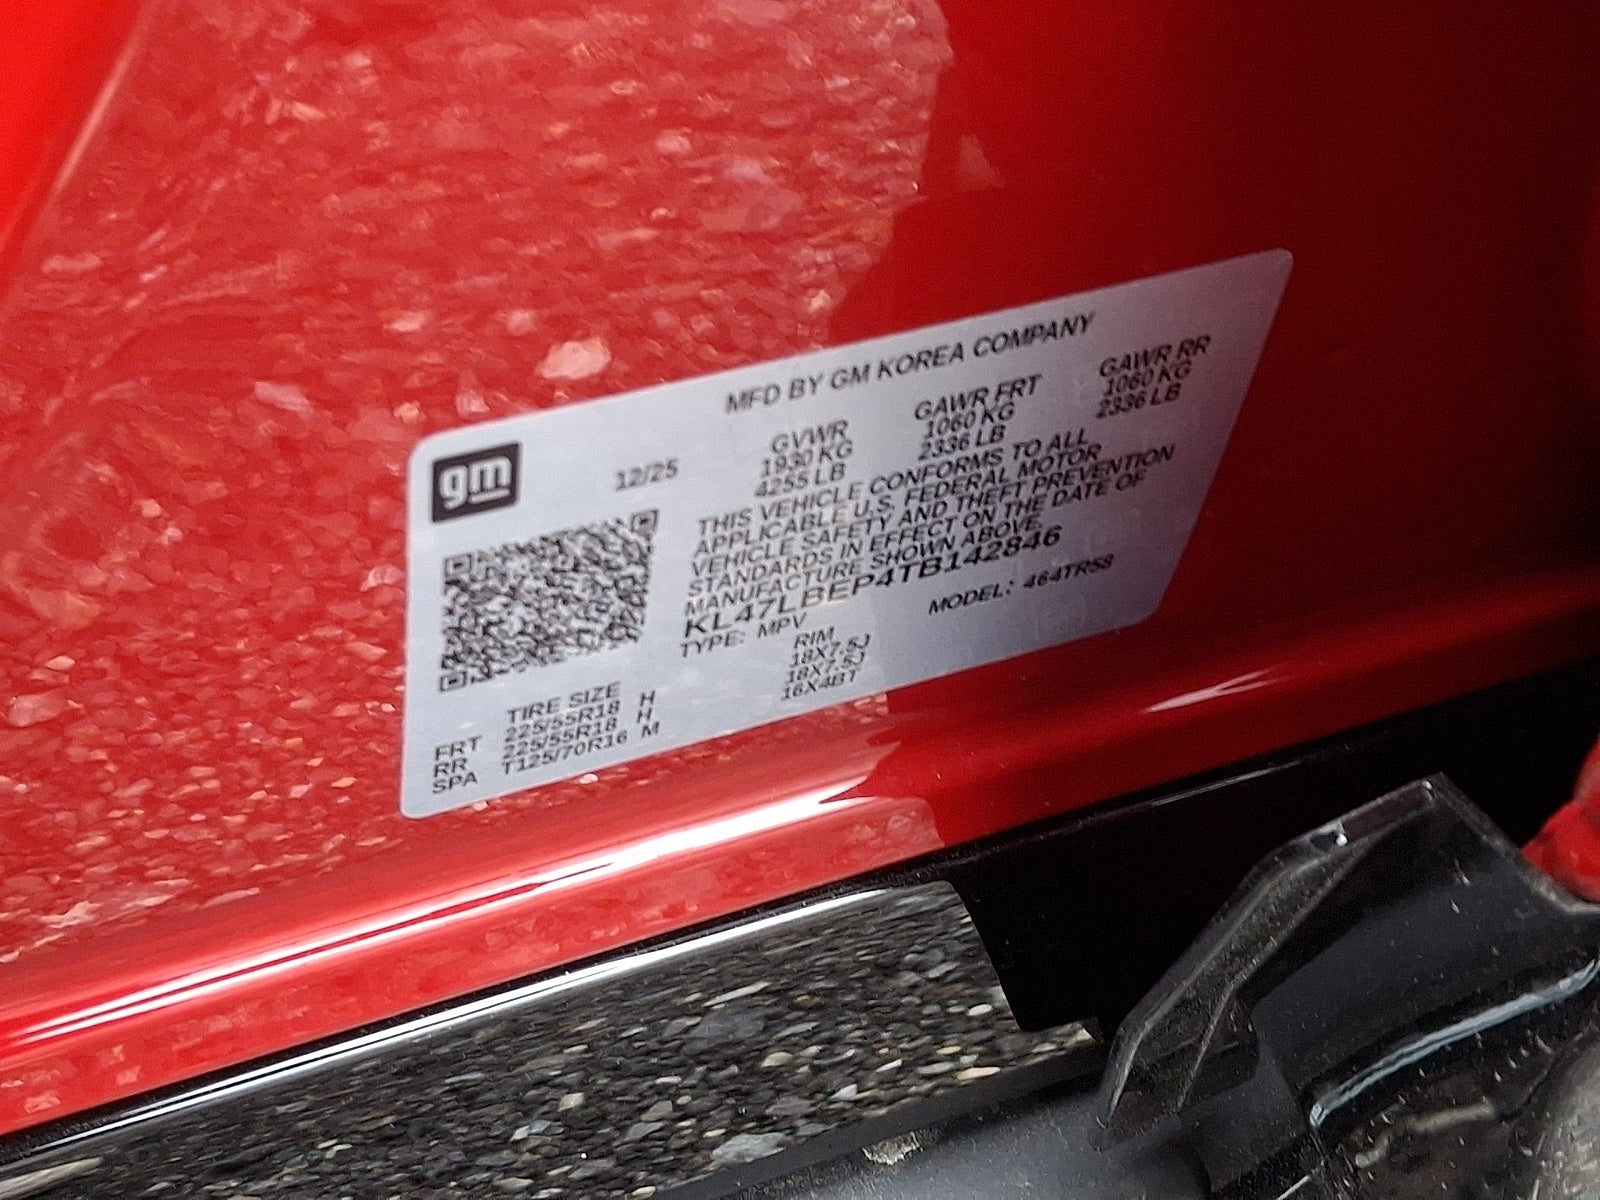 MFD BY GM KOREA COMPANY
gm
12/25
GVWR GAWR FRT GAWR RR
1930 KG 1060 KG 1060 KG
4255 LB 2336 LB 2336 LB
THIS VEHICLE CONFORMS TO ALL
APPLICABLE U.S. FEDERAL MOTOR
VEHICLE SAFETY AND THEFT PREVENTION
STANDARDS IN EFFECT ON THE DATE OF
MANUFACTURE SHOWN ABOVE.
KL47LBEP4TB142846
TYPE: MPV MODEL: 464TR58
TIRE SIZE RIM
FRT 225/55R18 H 18X7.5J
RR 225/55R18 H 18X7.5J
SPA T125/70R16 M 16X4BT